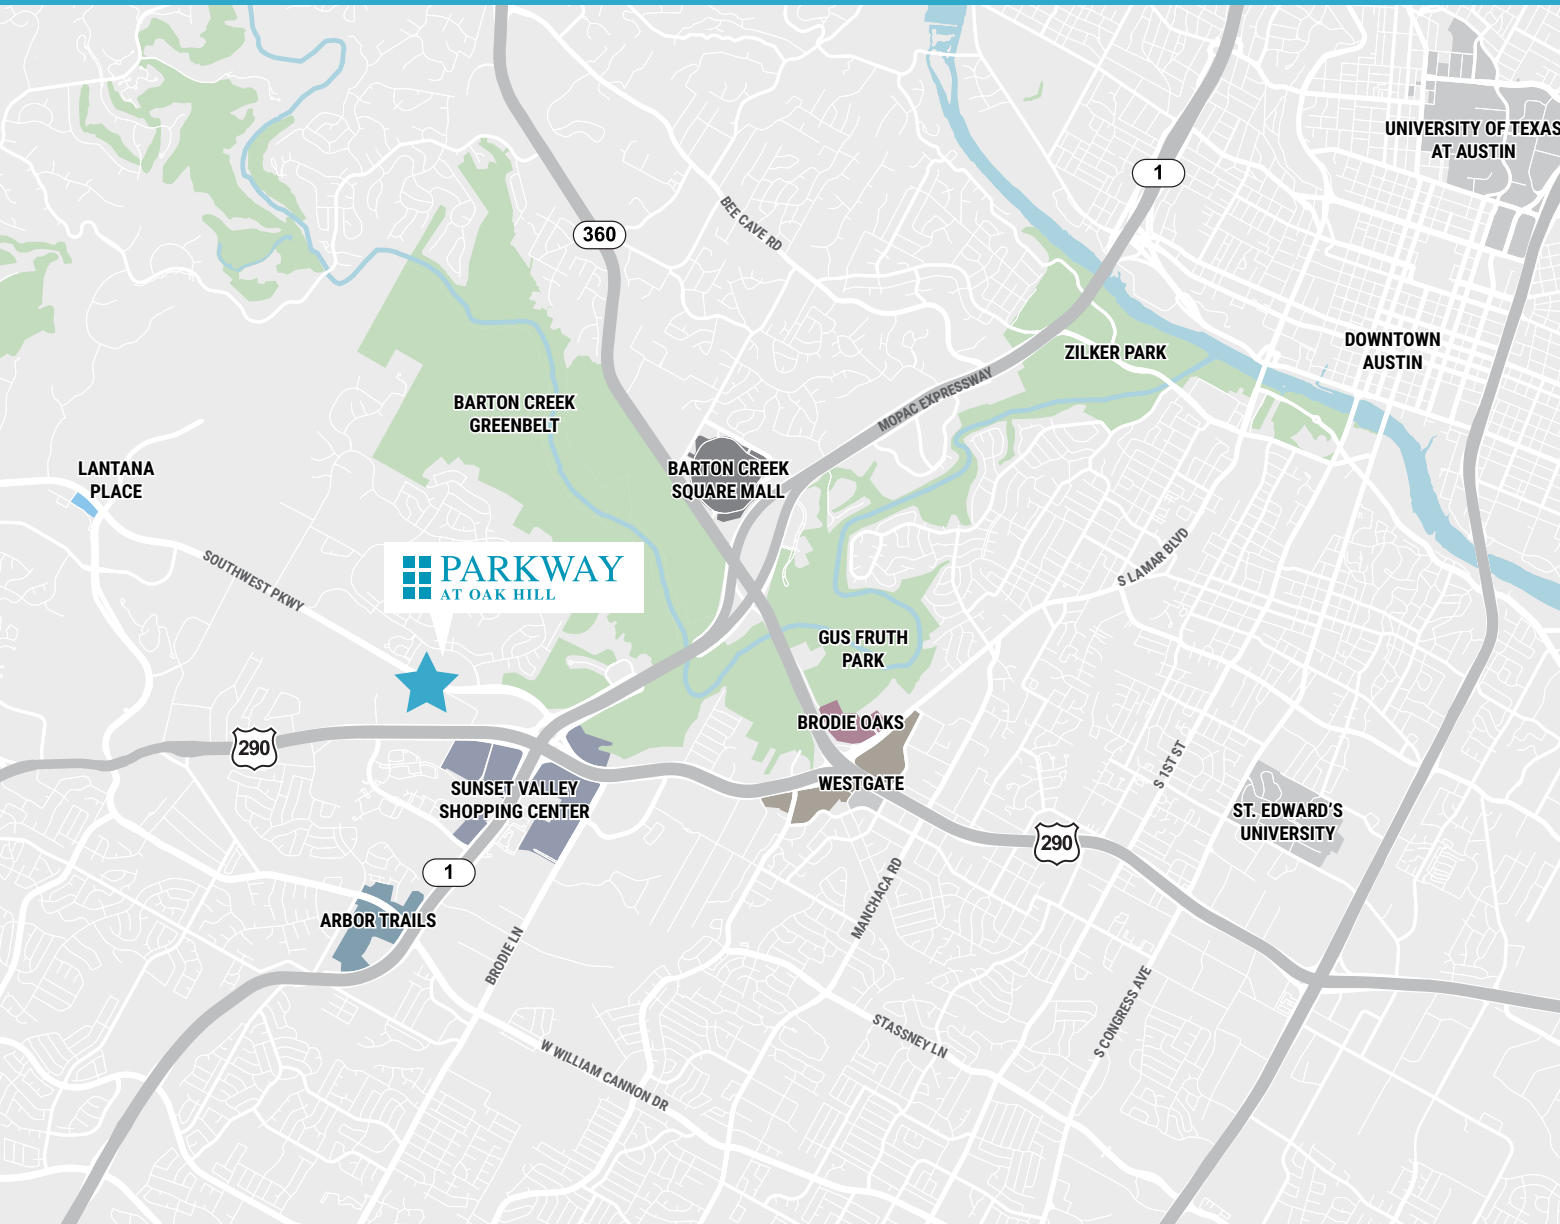 UNIVERSITY OF TEXAS
AT AUSTIN
1
BEE CAVE RD
360
DOWNTOWN
AUSTIN
ZILKER PARK
MOPAC EXPRESSWAY
BARTON CREEK
GREENBELT
LANTANA
PLACE
BARTON CREEK
SQUARE MALL
SOUTHWEST PKWY
PARKWAY
AT OAK HILL
S LAMAR BLVD
GUS FRUTH
PARK
BRODIE OAKS
290
WESTGATE
S 1ST ST
SUNSET VALLEY
SHOPPING CENTER
ST. EDWARD'S
UNIVERSITY
290
1
MANCHACA RD
ARBOR TRAILS
BRODIE LN
S CONGRESS AVE
STASSNEY LN
W WILLIAM CANNON DR